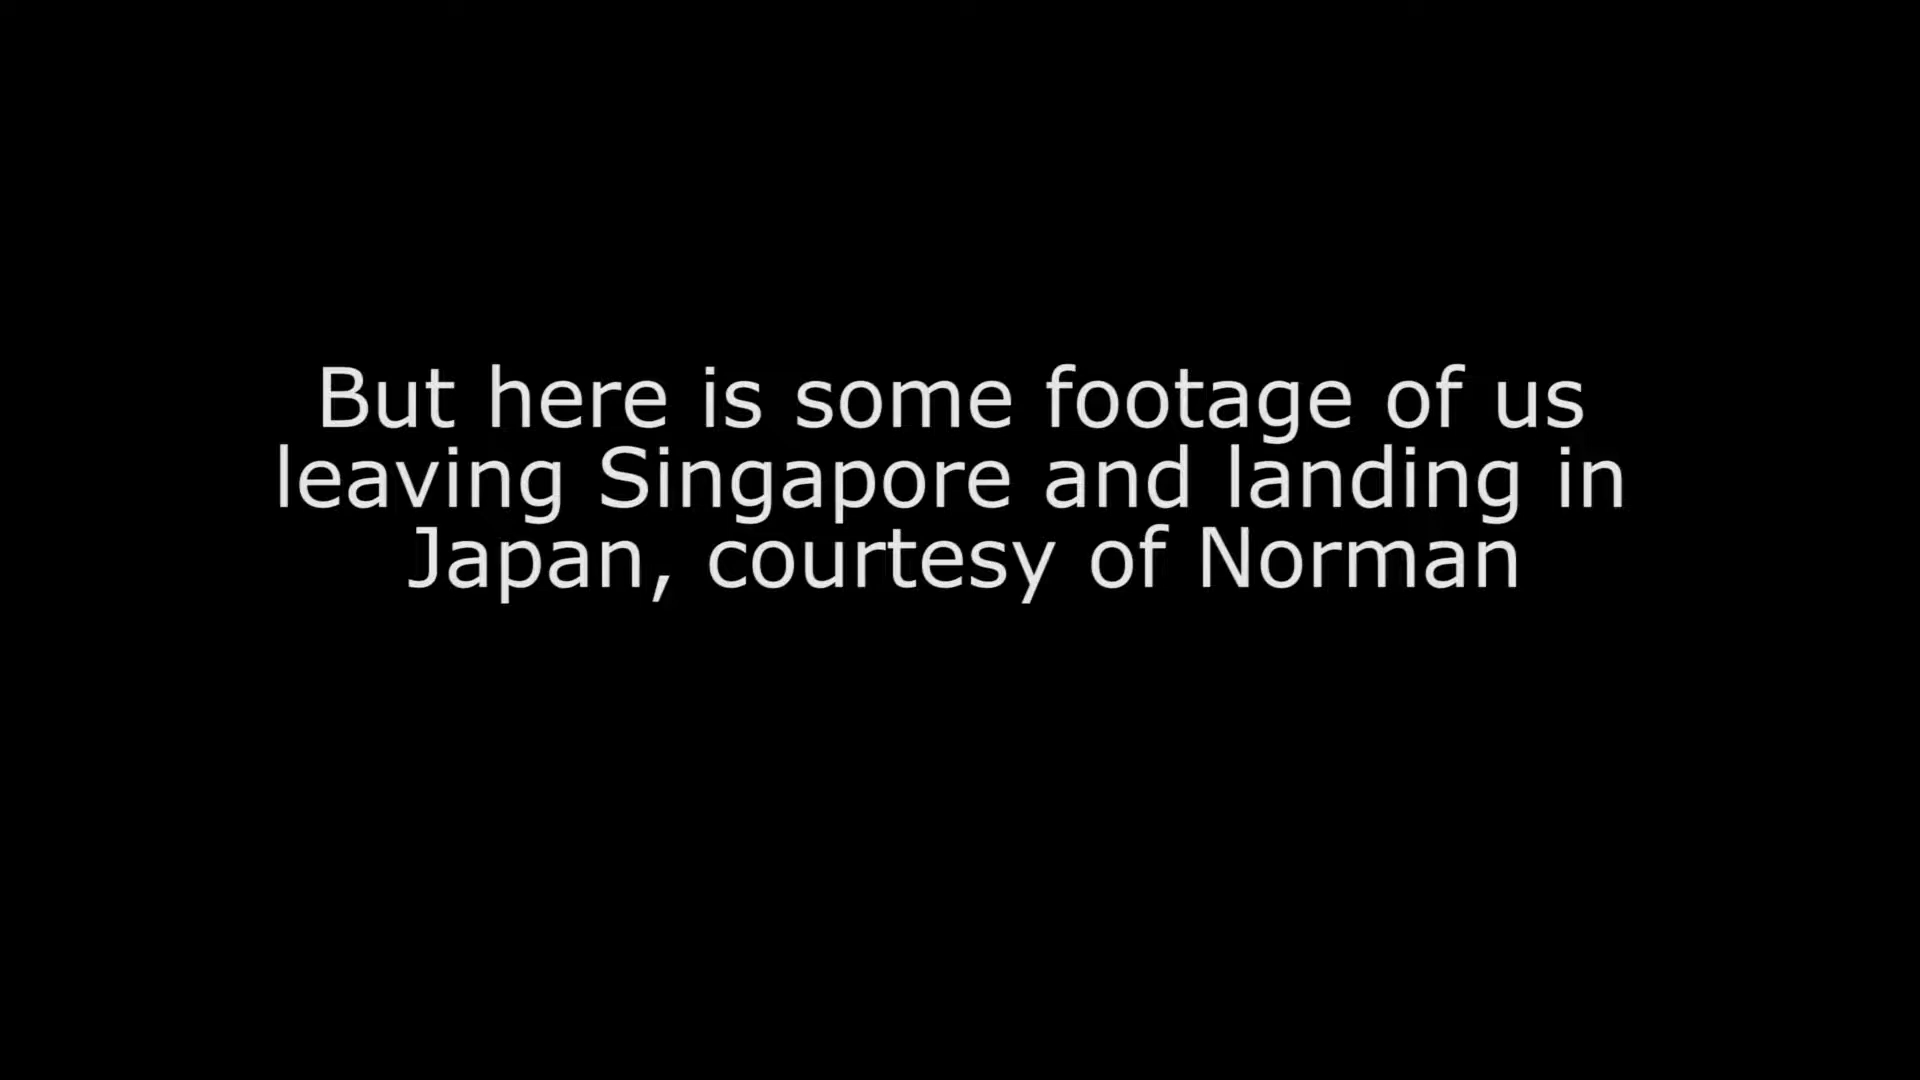 But here is some footage of us
leaving Singapore and landing in
Japan, courtesy of Norman